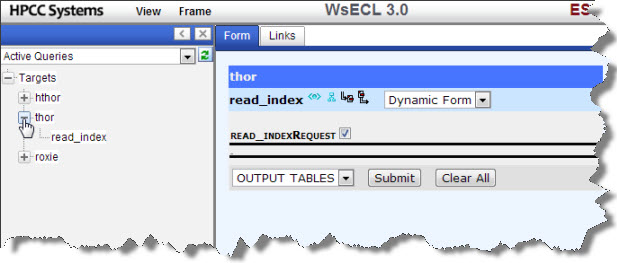 HPCC Systems View Frame WsECL 3.0 ES
Form Links
Active Queries
Targets
hthor
thor
read_index
roxie
thor
read_index Dynamic Form
READ_INDEXREQUEST
OUTPUT TABLES Submit Clear All